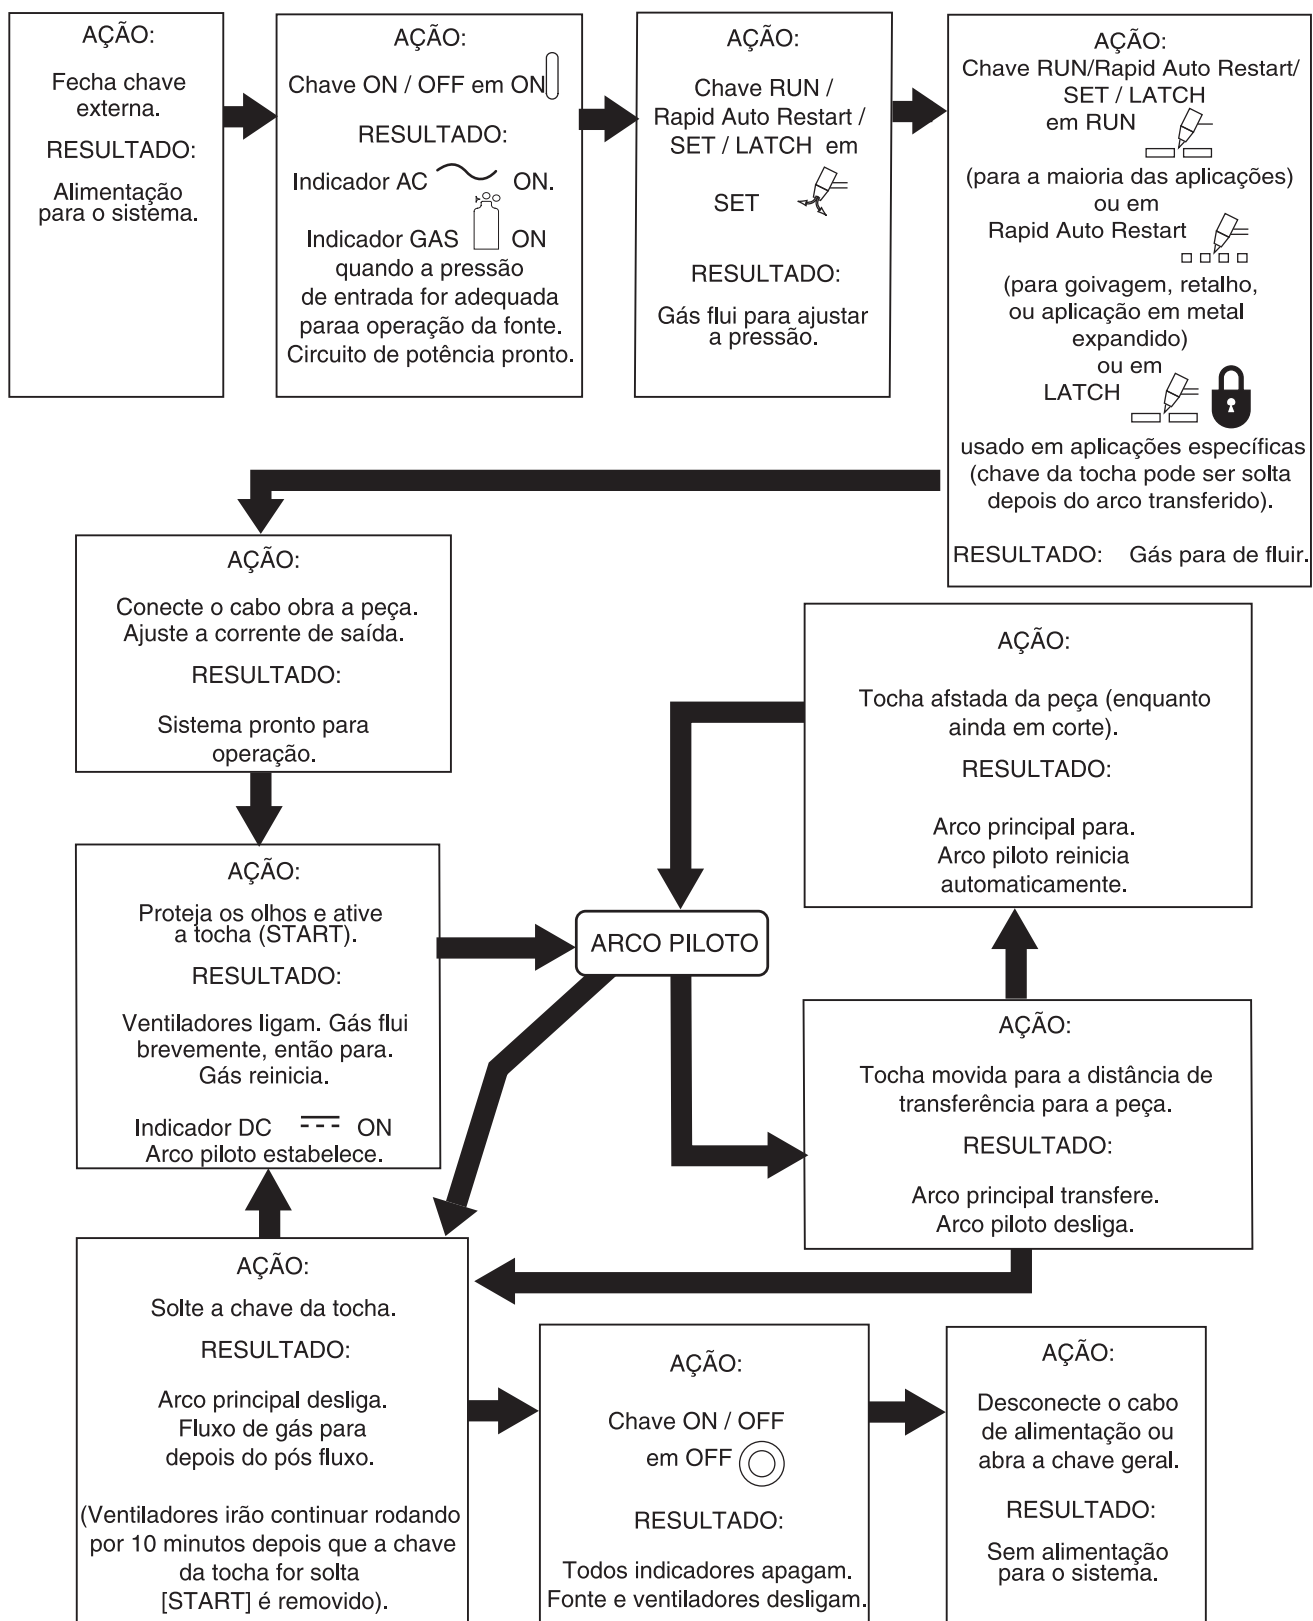 AÇÃO:
Fecha chave
externa.
RESULTADO:
Alimentação
para o sistema.
AÇÃO:
Chave ON / OFF em ON
RESULTADO:
Indicador AC ON.
Indicador GAS ON
quando a pressão
de entrada for adequada
paraa operação da fonte.
Circuito de potência pronto.
AÇÃO:
Chave RUN /
Rapid Auto Restart /
SET / LATCH em
SET
RESULTADO:
Gás flui para ajustar
a pressão.
AÇÃO:
Chave RUN/Rapid Auto Restart/
SET / LATCH
em RUN
(para a maioria das aplicações)
ou em
Rapid Auto Restart
(para goivagem, retalho,
ou aplicação em metal
expandido)
ou em
LATCH
usado em aplicações específicas
(chave da tocha pode ser solta
depois do arco transferido).
RESULTADO: Gás para de fluir.
AÇÃO:
Conecte o cabo obra a peça.
Ajuste a corrente de saída.
RESULTADO:
Sistema pronto para
operação.
AÇÃO:
Proteja os olhos e ative
a tocha (START).
RESULTADO:
Ventiladores ligam. Gás flui
brevemente, então para.
Gás reinicia.
Indicador DC ON
Arco piloto estabelece.
ARCO PILOTO
AÇÃO:
Tocha afstada da peça (enquanto
ainda em corte).
RESULTADO:
Arco principal para.
Arco piloto reinicia
automaticamente.
AÇÃO:
Tocha movida para a distância de
transferência para a peça.
RESULTADO:
Arco principal transfere.
Arco piloto desliga.
AÇÃO:
Solte a chave da tocha.
RESULTADO:
Arco principal desliga.
Fluxo de gás para
depois do pós fluxo.
(Ventiladores irão continuar rodando
por 10 minutos depois que a chave
da tocha for solta
[START] é removido).
AÇÃO:
Chave ON / OFF
em OFF
RESULTADO:
Todos indicadores apagam.
Fonte e ventiladores desligam.
AÇÃO:
Desconecte o cabo
de alimentação ou
abra a chave geral.
RESULTADO:
Sem alimentação
para o sistema.